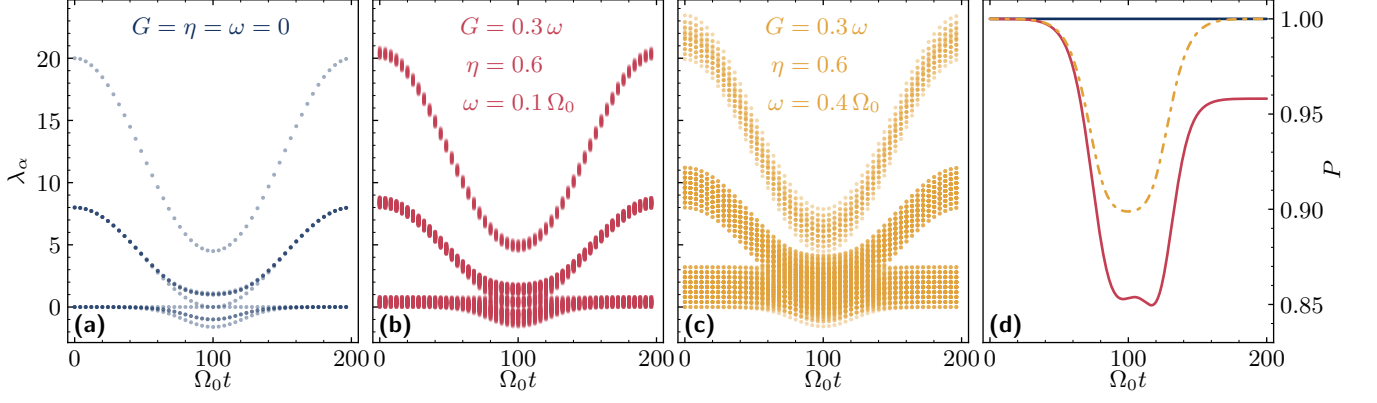 G = η = ω = 0
G = 0.3 ω
η = 0.6
ω = 0.1 Ω₀
G = 0.3 ω
η = 0.6
ω = 0.4 Ω₀
λα
20
15
10
5
0
(a)
(b)
(c)
(d)
1.00
0.95
0.90
0.85
P
0 100 200
0 100 200
0 100 200
0 100 200
Ω₀t
Ω₀t
Ω₀t
Ω₀t